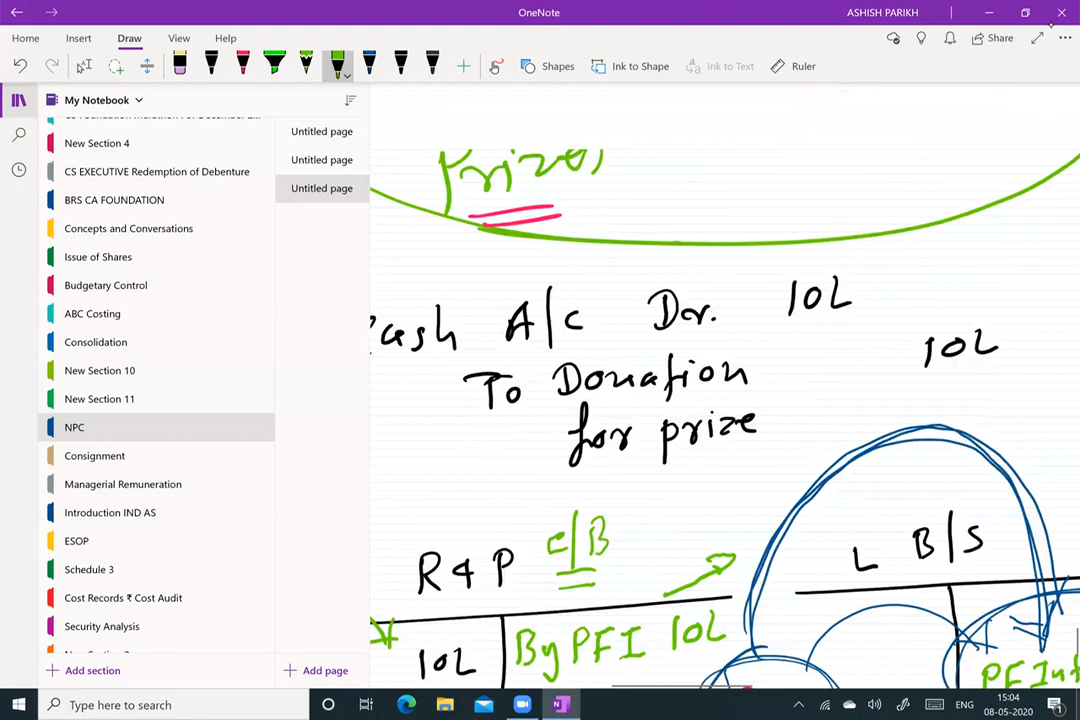 OneNote
ASHISH PARIKH
Home Insert Draw View Help
Share
Shapes Ink to Shape Ink to Text Ruler
My Notebook
New Section 4
CS EXECUTIVE Redemption of Debenture
BRS CA FOUNDATION
Concepts and Conversations
Issue of Shares
Budgetary Control
ABC Costing
Consolidation
New Section 10
New Section 11
NPC
Consignment
Managerial Remuneration
Introduction IND AS
ESOP
Schedule 3
Cost Records ₹ Cost Audit
Security Analysis
Add section
Untitled page
Untitled page
Untitled page
Add page
Prizes
Cash A/C Dr. 10L
10L
To Donation
for prize
R & P C/B
10L
By PFI 10L
L B/S
Type here to search
ENG
15:04
08-05-2020
1